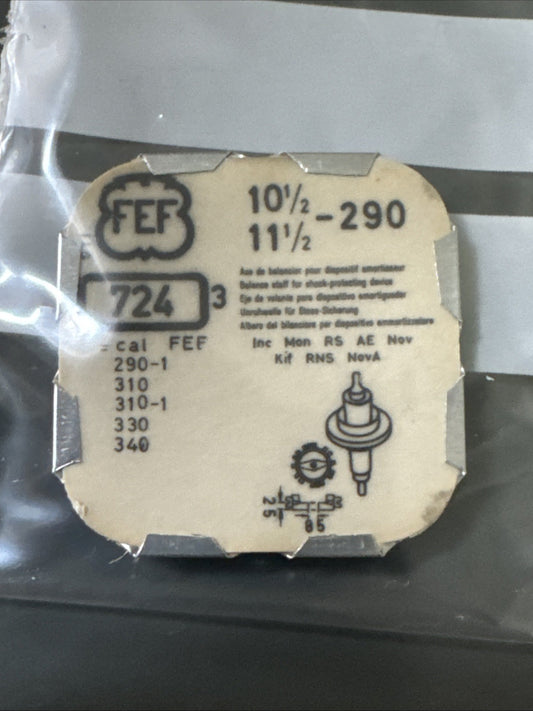 FEF
10½ - 290
11½
Axe de balancier pour dispositif amortisseur
Balance staff for shock-protecting device
Eje de volante para dispositivo amortiguador
Unruhwelle für Stoss-Sicherung
Albero del bilanciere per dispositivo ammortizzatore
724 3
= cal FEF
Inc Mon RS AE Nov
Kif RNS NovA
290-1
310
310-1
330
340
25
85